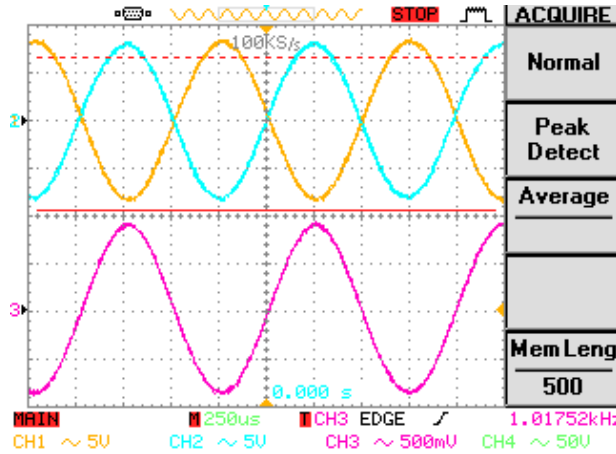 STOP
ACQUIRE
100KS/s
Normal
Peak
Detect
2
Average
3
Mem Leng
500
0.000 s
MAIN M 250us T CH3 EDGE 1.01752kHz
CH1 ~ 5V CH2 ~ 5V CH3 ~ 500mV CH4 ~ 50V